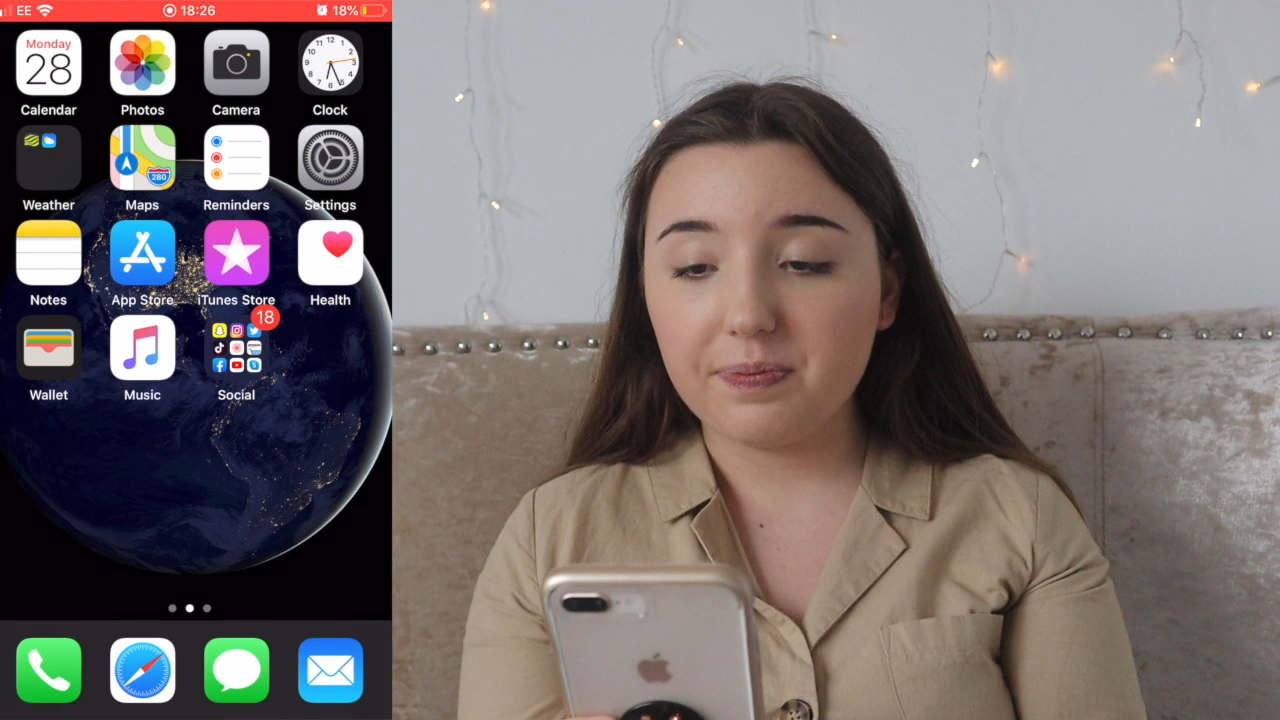 EE 18:26 18%
Monday
28
Calendar Photos Camera Clock
280
Weather Maps Reminders Settings
Notes App Store iTunes Store Health
18
Wallet Music Social